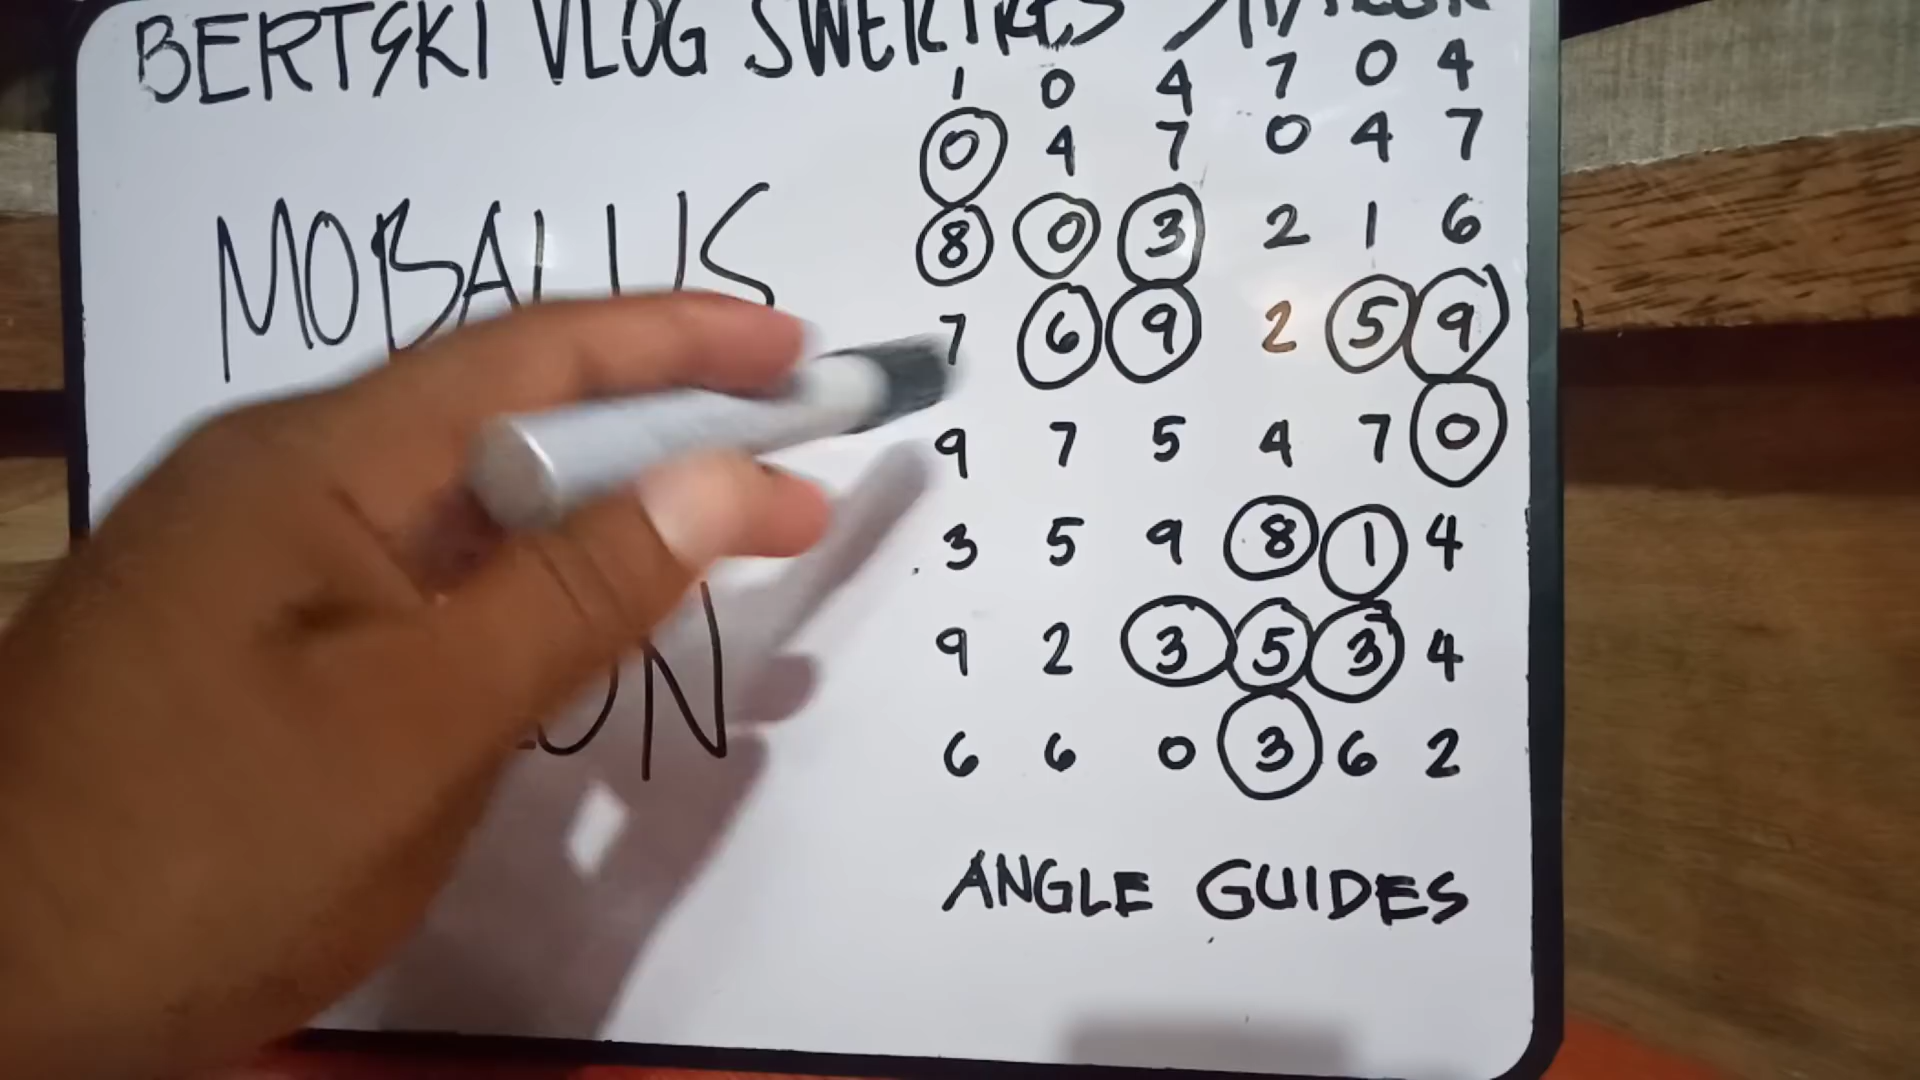 BERTSKI VLOG SWERTRES
1 0 4 7 0 4
0 4 7 0 4 7
MOBALUS
8 0 3 2 1 6
7 6 9 2 5 9
9 7 5 4 7 0
3 5 9 8 1 4
9 2 3 5 3 4
6 6 0 3 6 2
ANGLE GUIDES